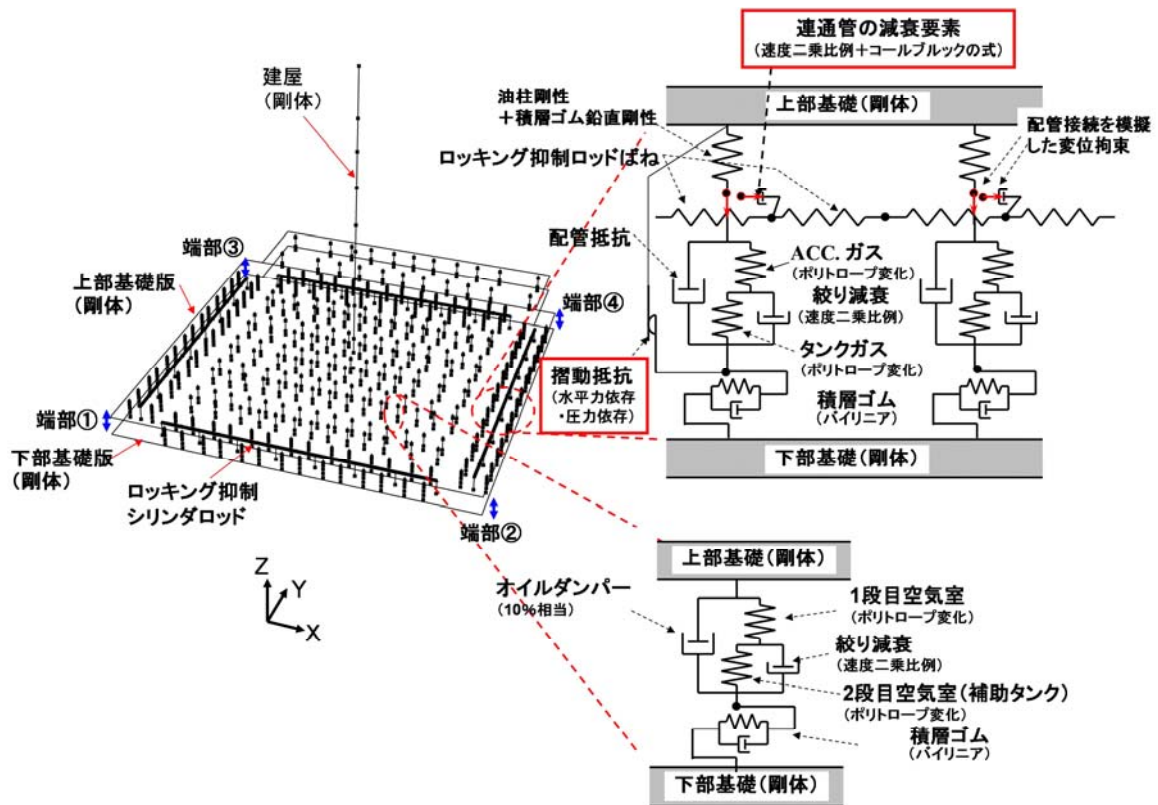 連通管の減衰要素
（速度二乗比例＋コールブルックの式）
建屋
（剛体）
油柱剛性
＋積層ゴム鉛直剛性
上部基礎（剛体）
配管接続を模擬
した変位拘束
ロッキング抑制ロッドばね
端部③
上部基礎版
（剛体）
配管抵抗
ACC. ガス
（ポリトロープ変化）
端部④
絞り減衰
（速度二乗比例）
タンクガス
（ポリトロープ変化）
摺動抵抗
（水平力依存
・圧力依存）
積層ゴム
（バイリニア）
端部①
下部基礎版
（剛体）
下部基礎（剛体）
ロッキング抑制
シリンダロッド
端部②
Z
Y
X
上部基礎（剛体）
オイルダンパー
（10%相当）
1段目空気室
（ポリトロープ変化）
絞り減衰
（速度二乗比例）
2段目空気室（補助タンク）
（ポリトロープ変化）
積層ゴム
（バイリニア）
下部基礎（剛体）